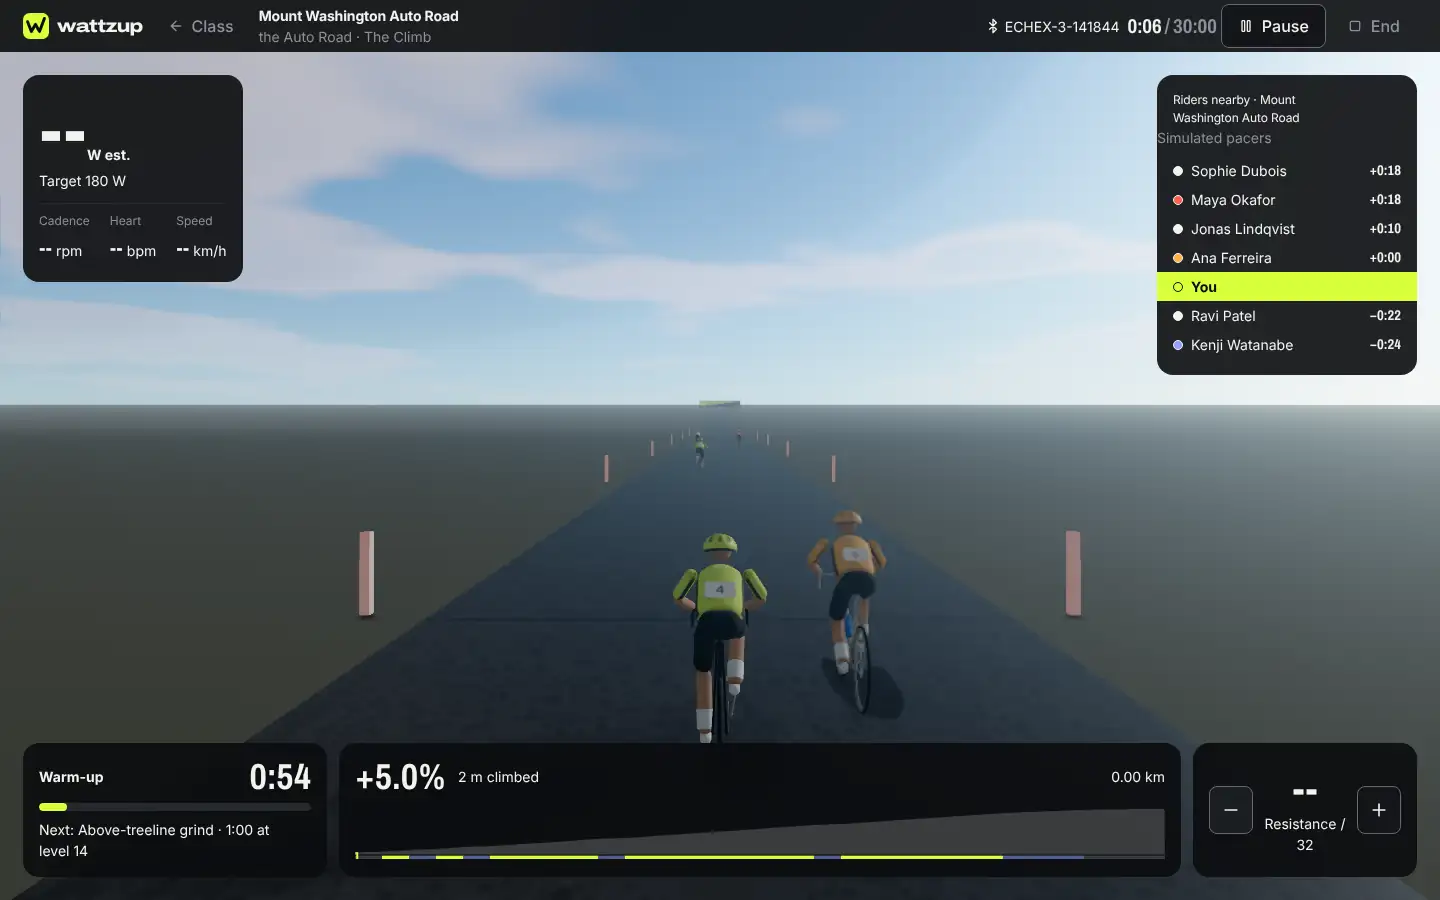 wattzup
Class
Mount Washington Auto Road
the Auto Road · The Climb
ECHEX-3-141844
0:06 / 30:00
Pause
End
--
W est.
Target 180 W
Cadence Heart Speed
-- rpm -- bpm -- km/h
Riders nearby · Mount
Washington Auto Road
Simulated pacers
Sophie Dubois +0:18
Maya Okafor +0:18
Jonas Lindqvist +0:10
Ana Ferreira +0:00
You
Ravi Patel −0:22
Kenji Watanabe −0:24
4
Warm-up 0:54
Next: Above-treeline grind · 1:00 at
level 14
+5.0% 2 m climbed 0.00 km
--
Resistance /
32